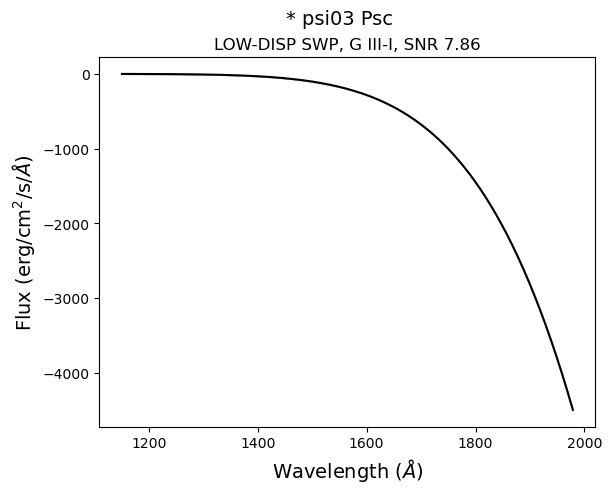 * psi03 Psc
LOW-DISP SWP, G III-I, SNR 7.86
0
−1000
−2000
−3000
−4000
Flux (erg/cm²/s/Å)
1200 1400 1600 1800 2000
Wavelength (Å)